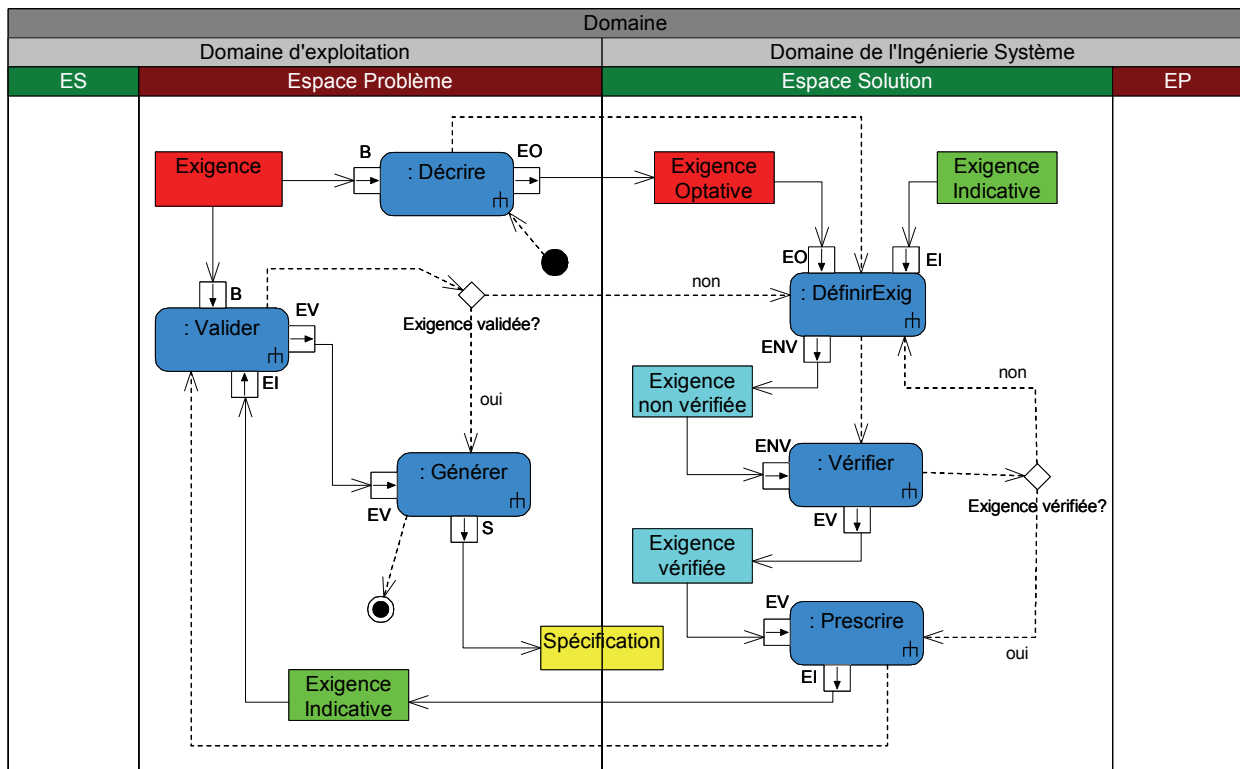 Domaine
Domaine d'exploitation
Domaine de l'Ingénierie Système
ES
Espace Problème
Espace Solution
EP
Exigence
B
: Décrire
EO
Exigence
Optative
Exigence
Indicative
EO
EI
: DéfinirExig
B
: Valider
EV
EI
Exigence validée?
non
oui
ENV
Exigence
non vérifiée
non
ENV
: Vérifier
EV
Exigence vérifiée?
: Générer
EV
S
Exigence
vérifiée
EV
: Prescrire
EI
oui
Spécification
Exigence
Indicative